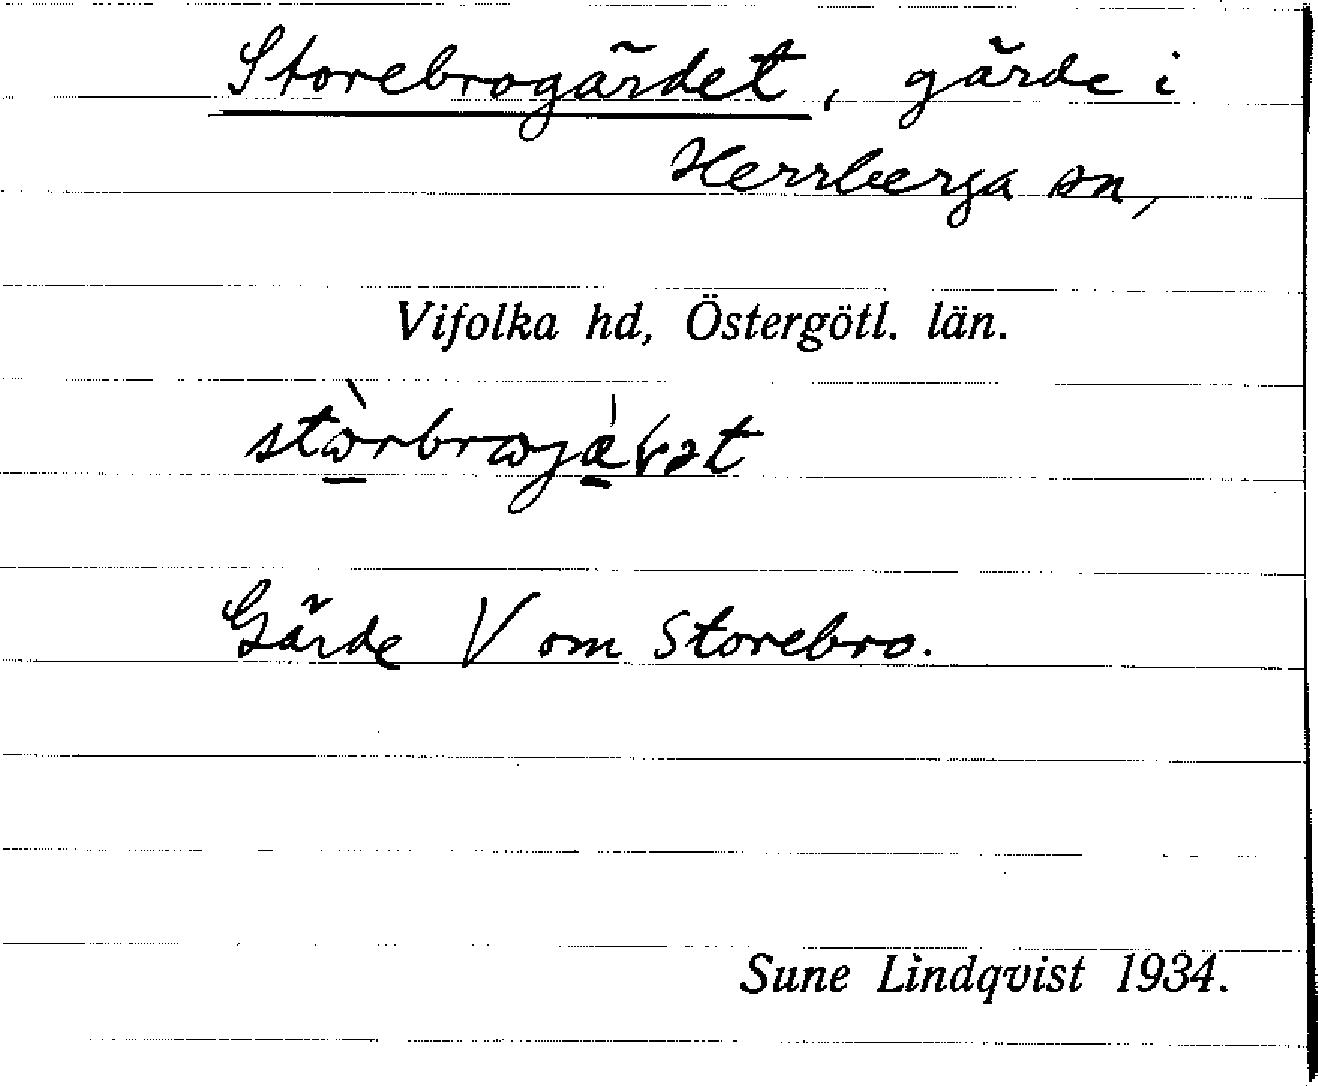 Storebrogärdet, gärde i
Herrberga sn,
Vifolka hd, Östergötl. län.
Gärde V om Storebro.
Sune Lindqvist 1934.